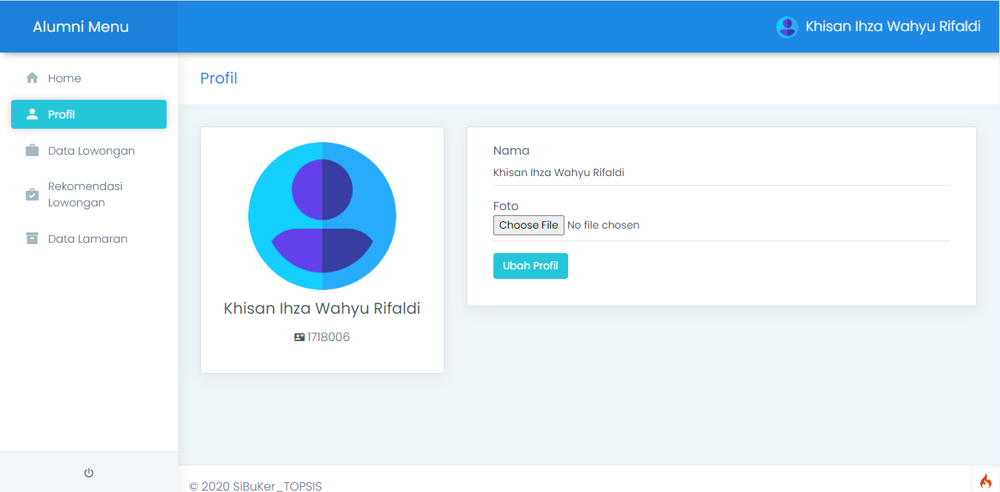 Alumni Menu
Khisan Ihza Wahyu Rifaldi
Home
Profil
Data Lowongan
Rekomendasi
Lowongan
Data Lamaran
Profil
Khisan Ihza Wahyu Rifaldi
1718006
Nama
Khisan Ihza Wahyu Rifaldi
Foto
Choose File No file chosen
Ubah Profil
© 2020 SiBuKer_TOPSIS